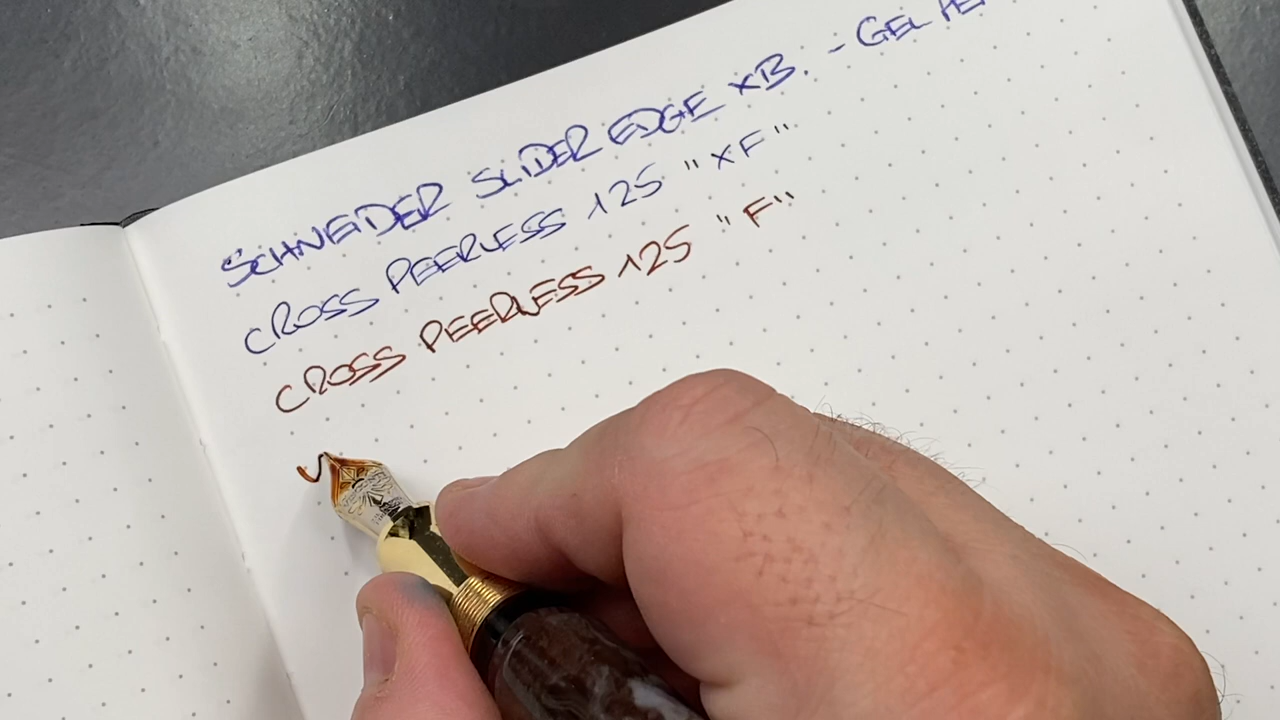 SCHNEIDER SLIDER EDGE XB. - GEL
CROSS PEERLESS 125 "XF"
CROSS PEERLESS 125 "F"